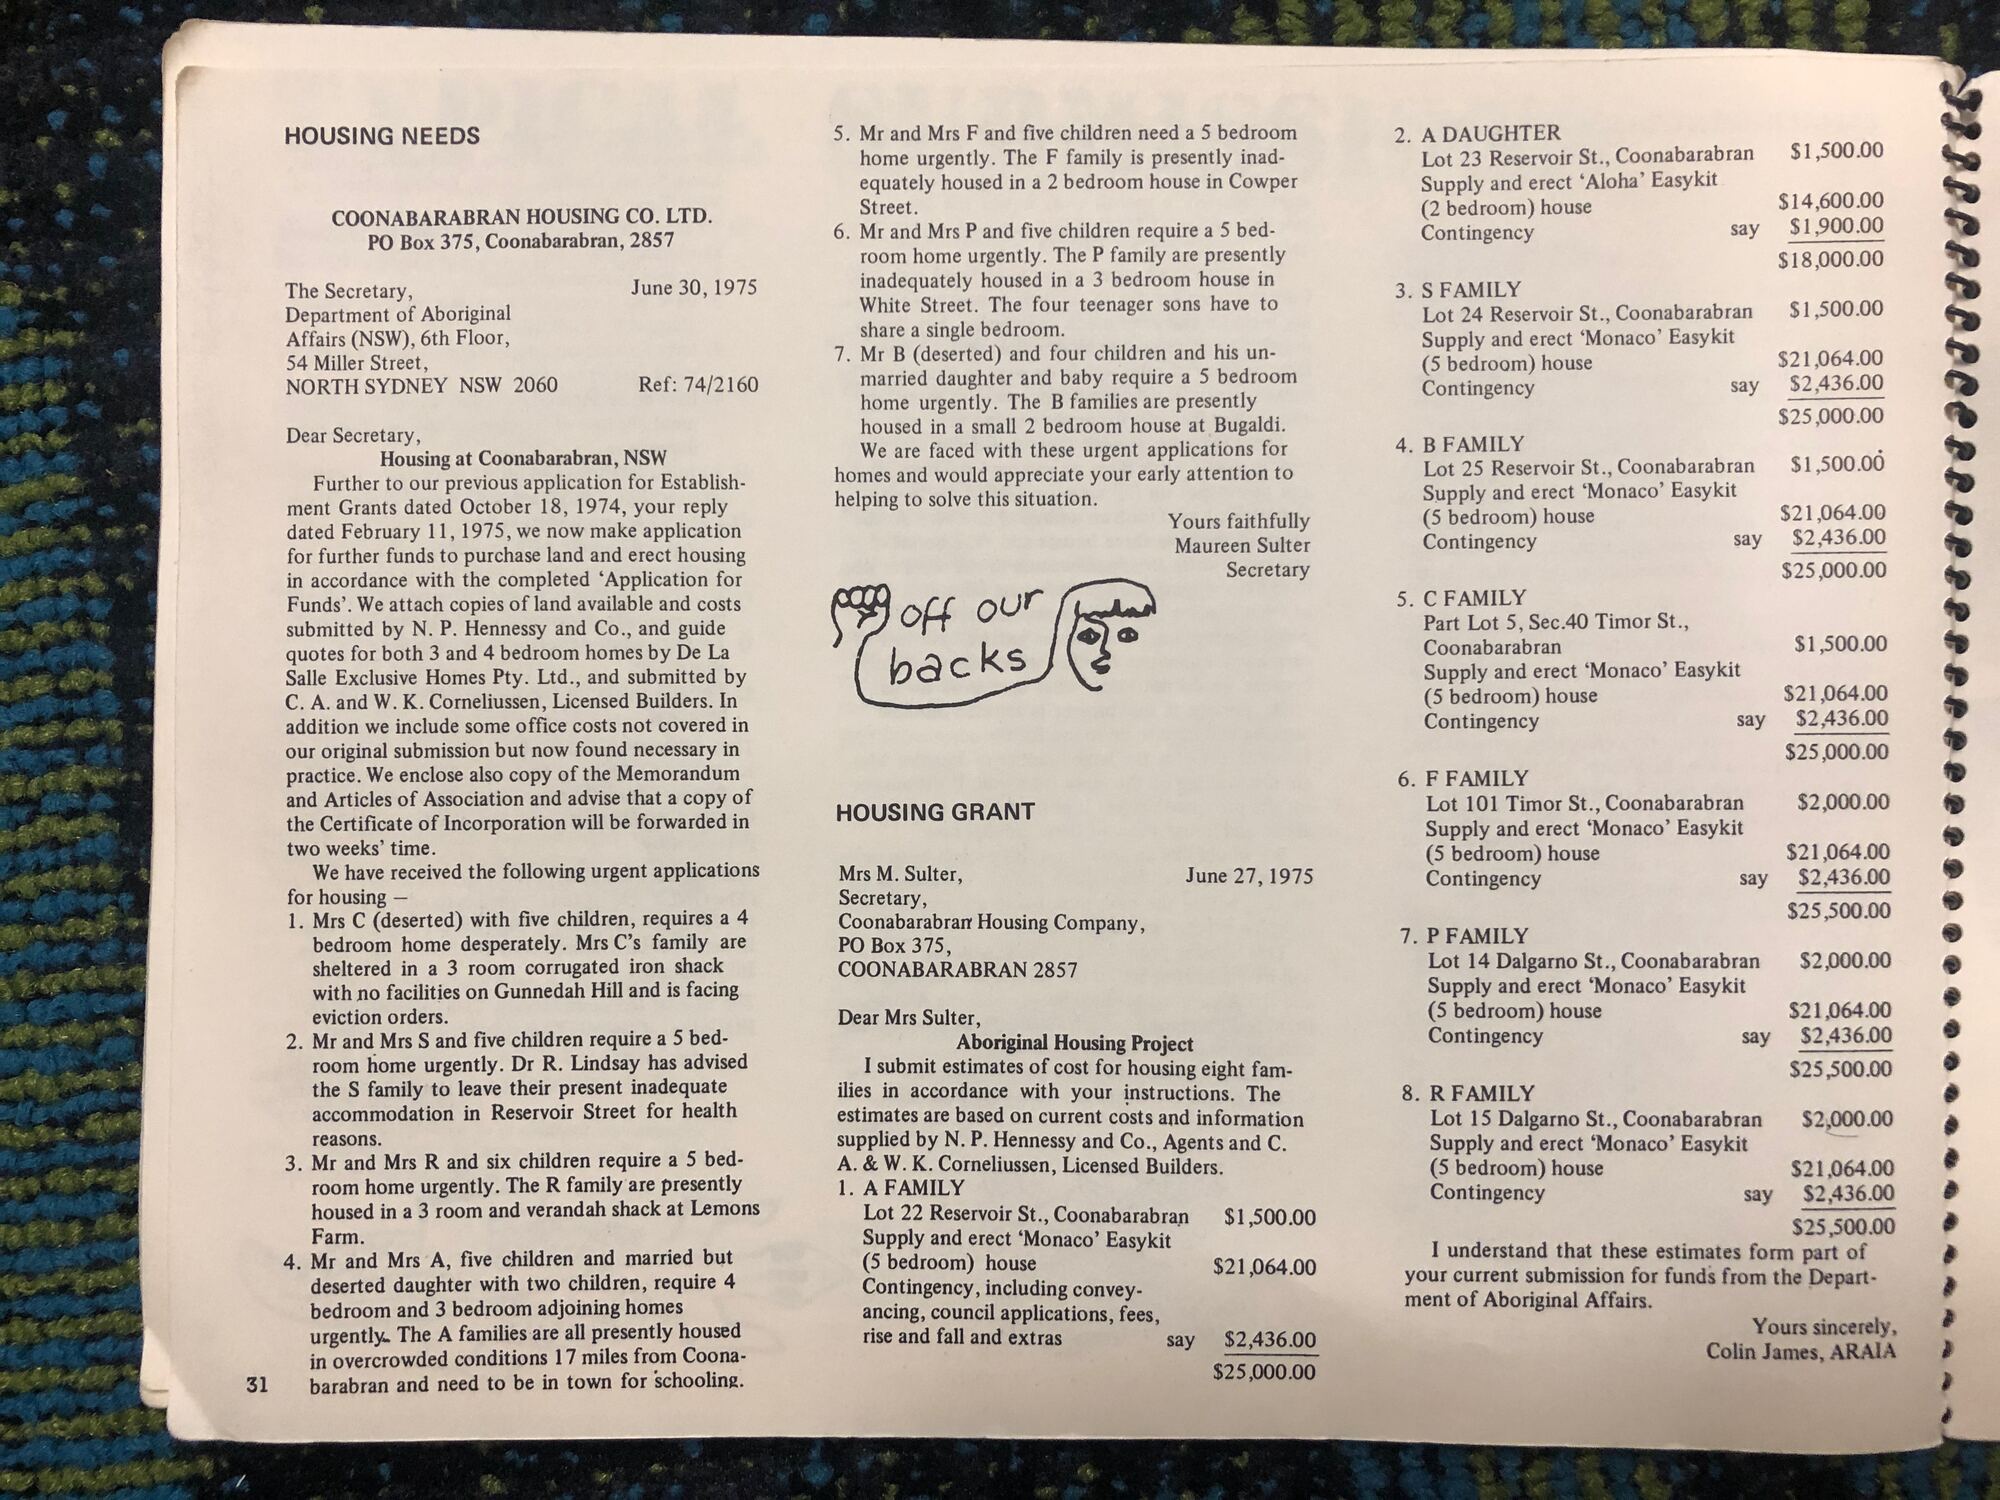 HOUSING NEEDS
COONABARABRAN HOUSING CO. LTD.
PO Box 375, Coonabarabran, 2857
The Secretary, June 30, 1975
Department of Aboriginal
Affairs (NSW), 6th Floor,
54 Miller Street,
NORTH SYDNEY NSW 2060 Ref: 74/2160
Dear Secretary,
Housing at Coonabarabran, NSW
Further to our previous application for Establish-
ment Grants dated October 18, 1974, your reply
dated February 11, 1975, we now make application
for further funds to purchase land and erect housing
in accordance with the completed ‘Application for
Funds’. We attach copies of land available and costs
submitted by N. P. Hennessy and Co., and guide
quotes for both 3 and 4 bedroom homes by De La
Salle Exclusive Homes Pty. Ltd., and submitted by
C. A. and W. K. Corneliussen, Licensed Builders. In
addition we include some office costs not covered in
our original submission but now found necessary in
practice. We enclose also copy of the Memorandum
and Articles of Association and advise that a copy of
the Certificate of Incorporation will be forwarded in
two weeks’ time.
We have received the following urgent applications
for housing —
1. Mrs C (deserted) with five children, requires a 4
bedroom home desperately. Mrs C’s family are
sheltered in a 3 room corrugated iron shack
with no facilities on Gunnedah Hill and is facing
eviction orders.
2. Mr and Mrs S and five children require a 5 bed-
room home urgently. Dr R. Lindsay has advised
the S family to leave their present inadequate
accommodation in Reservoir Street for health
reasons.
3. Mr and Mrs R and six children require a 5 bed-
room home urgently. The R family are presently
housed in a 3 room and verandah shack at Lemons
Farm.
4. Mr and Mrs A, five children and married but
deserted daughter with two children, require 4
bedroom and 3 bedroom adjoining homes
urgently. The A families are all presently housed
in overcrowded conditions 17 miles from Coona-
barabran and need to be in town for schooling.
31
5. Mr and Mrs F and five children need a 5 bedroom
home urgently. The F family is presently inad-
equately housed in a 2 bedroom house in Cowper
Street.
6. Mr and Mrs P and five children require a 5 bed-
room home urgently. The P family are presently
inadequately housed in a 3 bedroom house in
White Street. The four teenager sons have to
share a single bedroom.
7. Mr B (deserted) and four children and his un-
married daughter and baby require a 5 bedroom
home urgently. The B families are presently
housed in a small 2 bedroom house at Bugaldi.
We are faced with these urgent applications for
homes and would appreciate your early attention to
helping to solve this situation.
Yours faithfully
Maureen Sulter
Secretary
off our
backs
HOUSING GRANT
Mrs M. Sulter, June 27, 1975
Secretary,
Coonabarabran Housing Company,
PO Box 375,
COONABARABRAN 2857
Dear Mrs Sulter,
Aboriginal Housing Project
I submit estimates of cost for housing eight fam-
ilies in accordance with your instructions. The
estimates are based on current costs and information
supplied by N. P. Hennessy and Co., Agents and C.
A. & W. K. Corneliussen, Licensed Builders.
1. A FAMILY
Lot 22 Reservoir St., Coonabarabran $1,500.00
Supply and erect ‘Monaco’ Easykit
(5 bedroom) house $21,064.00
Contingency, including convey-
ancing, council applications, fees,
rise and fall and extras say $2,436.00
$25,000.00
2. A DAUGHTER
Lot 23 Reservoir St., Coonabarabran $1,500.00
Supply and erect ‘Aloha’ Easykit
(2 bedroom) house $14,600.00
Contingency say $1,900.00
$18,000.00
3. S FAMILY
Lot 24 Reservoir St., Coonabarabran $1,500.00
Supply and erect ‘Monaco’ Easykit
(5 bedroom) house $21,064.00
Contingency say $2,436.00
$25,000.00
4. B FAMILY
Lot 25 Reservoir St., Coonabarabran $1,500.00
Supply and erect ‘Monaco’ Easykit
(5 bedroom) house $21,064.00
Contingency say $2,436.00
$25,000.00
5. C FAMILY
Part Lot 5, Sec.40 Timor St.,
Coonabarabran $1,500.00
Supply and erect ‘Monaco’ Easykit
(5 bedroom) house $21,064.00
Contingency say $2,436.00
$25,000.00
6. F FAMILY
Lot 101 Timor St., Coonabarabran $2,000.00
Supply and erect ‘Monaco’ Easykit
(5 bedroom) house $21,064.00
Contingency say $2,436.00
$25,500.00
7. P FAMILY
Lot 14 Dalgarno St., Coonabarabran $2,000.00
Supply and erect ‘Monaco’ Easykit
(5 bedroom) house $21,064.00
Contingency say $2,436.00
$25,500.00
8. R FAMILY
Lot 15 Dalgarno St., Coonabarabran $2,000.00
Supply and erect ‘Monaco’ Easykit
(5 bedroom) house $21,064.00
Contingency say $2,436.00
$25,500.00
I understand that these estimates form part of
your current submission for funds from the Depart-
ment of Aboriginal Affairs.
Yours sincerely,
Colin James, ARAIA